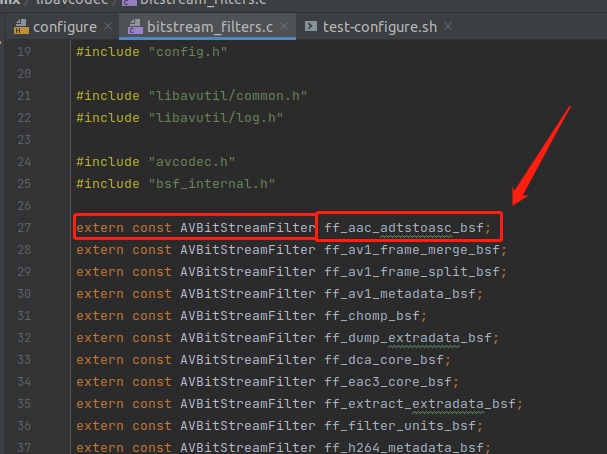 libavcodec bitstream_filters.c
configure bitstream_filters.c test-configure.sh
19 #include "config.h"
20
21 #include "libavutil/common.h"
22 #include "libavutil/log.h"
23
24 #include "avcodec.h"
25 #include "bsf_internal.h"
26
27 extern const AVBitStreamFilter ff_aac_adtstoasc_bsf;
28 extern const AVBitStreamFilter ff_av1_frame_merge_bsf;
29 extern const AVBitStreamFilter ff_av1_frame_split_bsf;
30 extern const AVBitStreamFilter ff_av1_metadata_bsf;
31 extern const AVBitStreamFilter ff_chomp_bsf;
32 extern const AVBitStreamFilter ff_dump_extradata_bsf;
33 extern const AVBitStreamFilter ff_dca_core_bsf;
34 extern const AVBitStreamFilter ff_eac3_core_bsf;
35 extern const AVBitStreamFilter ff_extract_extradata_bsf;
36 extern const AVBitStreamFilter ff_filter_units_bsf;
37 extern const AVBitStreamFilter ff_h264_metadata_bsf;